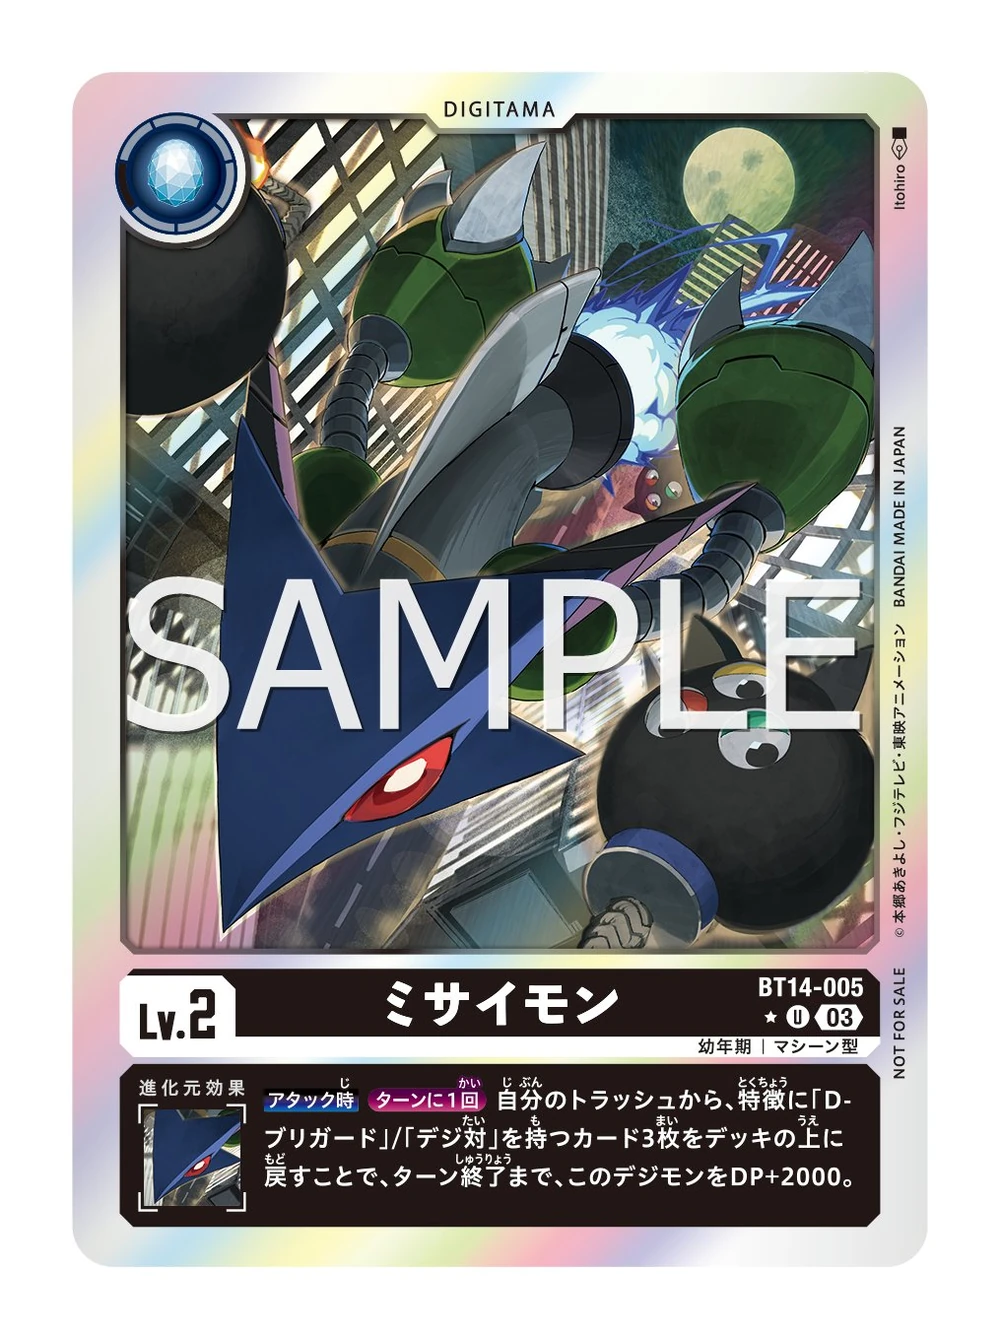 DIGITAMA
Itohiro
SAMPLE
© 本郷あきよし・フジテレビ・東映アニメーション BANDAI MADE IN JAPAN
NOT FOR SALE
Lv.2
ミサイモン
BT14-005
★ U 03
幼年期 | マシーン型
進化元効果
アタック時 ターンに1回 自分のトラッシュから、特徴に「D-
ブリガード」/「デジ対」を持つカード3枚をデッキの上に
戻すことで、ターン終了まで、このデジモンをDP+2000。